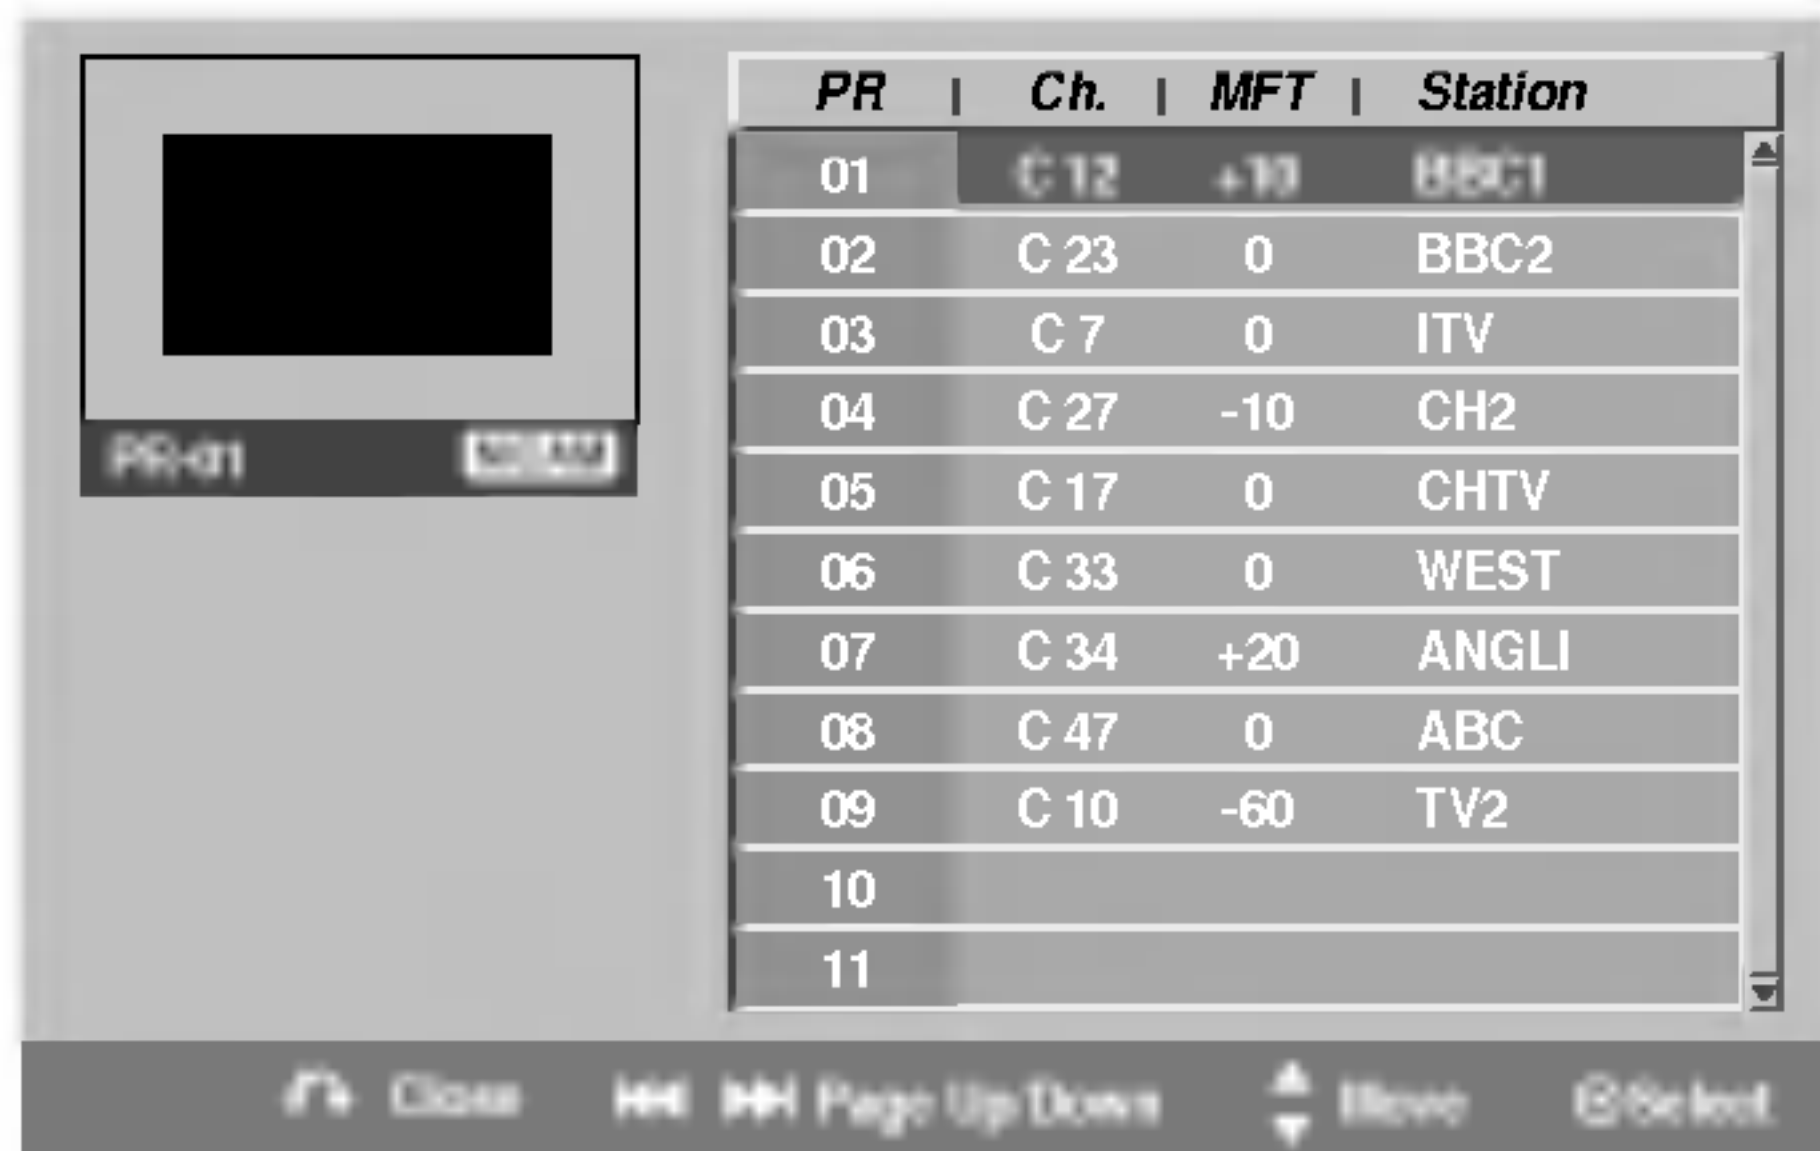 PR | Ch. | MFT | Station
01 C 12 +10 BBC1
02 C 23 0 BBC2
03 C 7 0 ITV
04 C 27 -10 CH2
05 C 17 0 CHTV
06 C 33 0 WEST
07 C 34 +20 ANGLI
08 C 47 0 ABC
09 C 10 -60 TV2
10
11
PR-01
Close Page Up/Down Move Select